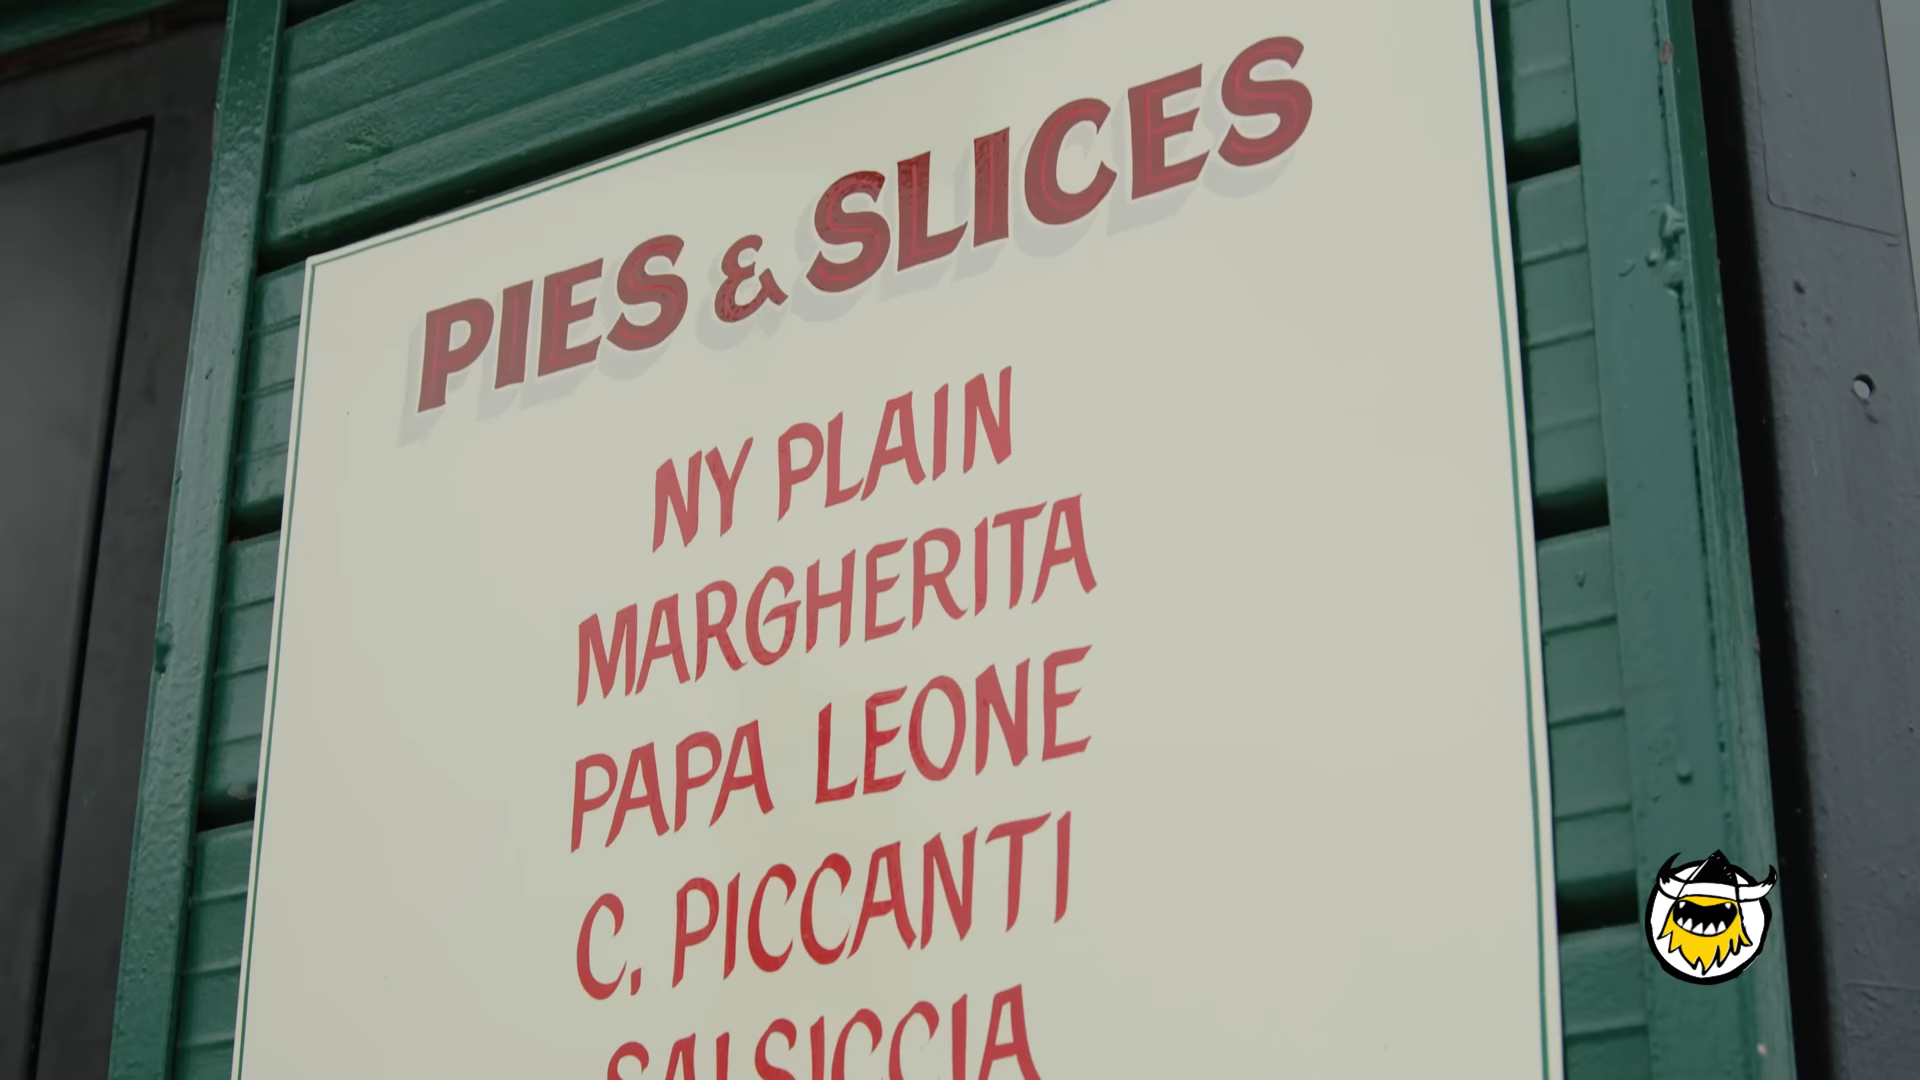 PIES & SLICES
NY PLAIN
MARGHERITA
PAPA LEONE
C. PICCANTI
SALSICCIA